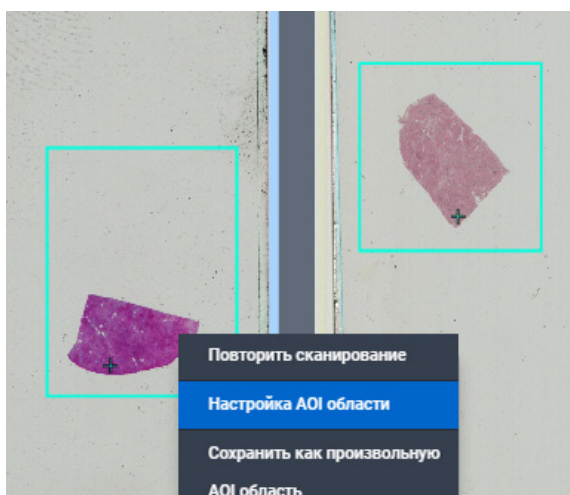 Повторить сканирование
Настройка AOI области
Сохранить как произвольную
AOI область